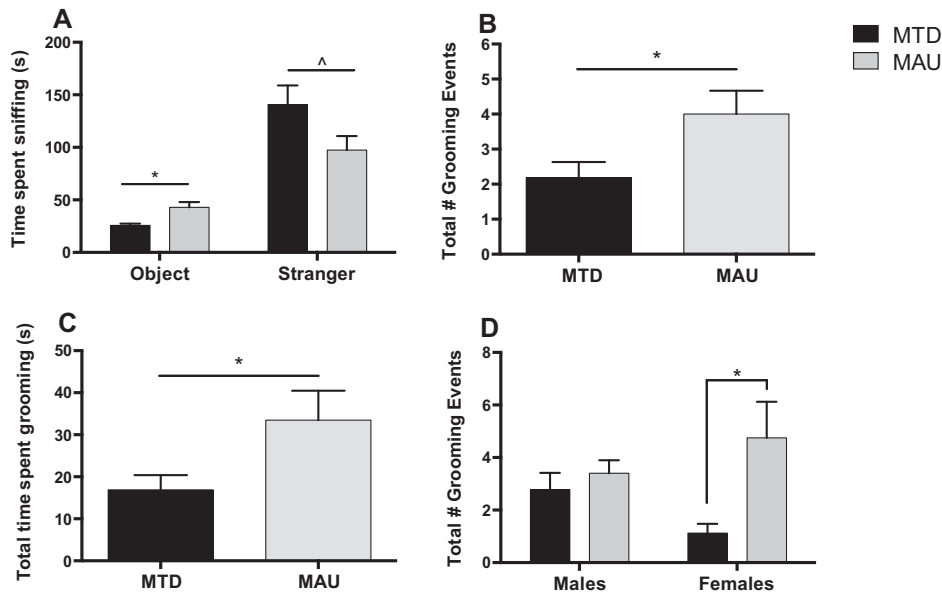 A
Time spent sniffing (s)
200
150
100
50
0
*
^
Object
Stranger
B
Total # Grooming Events
6
5
4
3
2
1
0
*
MTD
MAU
MTD
MAU
C
Total time spent grooming (s)
50
40
30
20
10
0
*
MTD
MAU
D
Total # Grooming Events
8
6
4
2
0
*
Males
Females